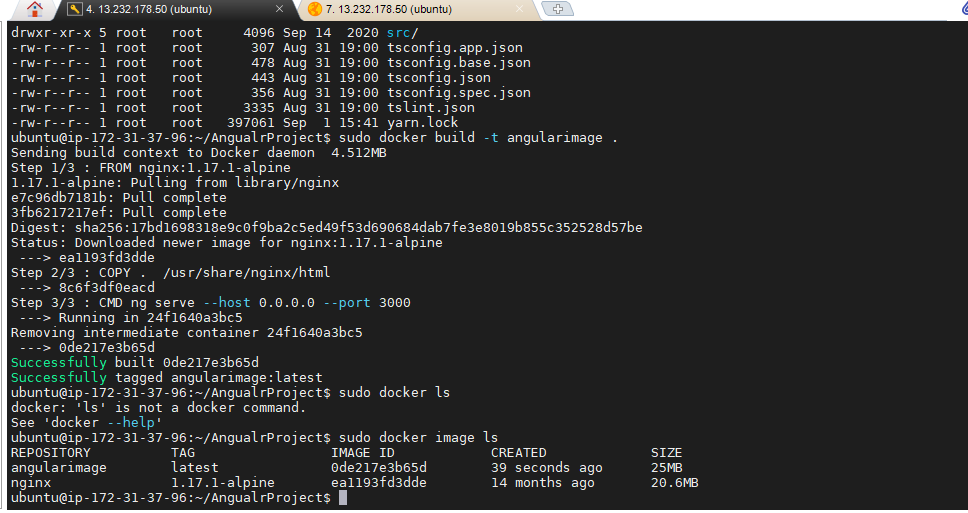 4. 13.232.178.50 (ubuntu)
7. 13.232.178.50 (ubuntu)
drwxr-xr-x 5 root   root     4096 Sep 14  2020 src/
-rw-r--r-- 1 root   root      307 Aug 31 19:00 tsconfig.app.json
-rw-r--r-- 1 root   root      478 Aug 31 19:00 tsconfig.base.json
-rw-r--r-- 1 root   root      443 Aug 31 19:00 tsconfig.json
-rw-r--r-- 1 root   root      356 Aug 31 19:00 tsconfig.spec.json
-rw-r--r-- 1 root   root     3335 Aug 31 19:00 tslint.json
-rw-r--r-- 1 root   root   397061 Sep  1 15:41 yarn.lock
ubuntu@ip-172-31-37-96:~/AngualrProject$ sudo docker build -t angularimage .
Sending build context to Docker daemon  4.512MB
Step 1/3 : FROM nginx:1.17.1-alpine
1.17.1-alpine: Pulling from library/nginx
e7c96db7181b: Pull complete
3fb6217217ef: Pull complete
Digest: sha256:17bd1698318e9c0f9ba2c5ed49f53d690684dab7fe3e8019b855c352528d57be
Status: Downloaded newer image for nginx:1.17.1-alpine
 ---> ea1193fd3dde
Step 2/3 : COPY .  /usr/share/nginx/html
 ---> 8c6f3df0eacd
Step 3/3 : CMD ng serve --host 0.0.0.0 --port 3000
 ---> Running in 24f1640a3bc5
Removing intermediate container 24f1640a3bc5
 ---> 0de217e3b65d
Successfully built 0de217e3b65d
Successfully tagged angularimage:latest
ubuntu@ip-172-31-37-96:~/AngualrProject$ sudo docker ls
docker: 'ls' is not a docker command.
See 'docker --help'
ubuntu@ip-172-31-37-96:~/AngualrProject$ sudo docker image ls
REPOSITORY          TAG                 IMAGE ID            CREATED             SIZE
angularimage        latest              0de217e3b65d        39 seconds ago      25MB
nginx               1.17.1-alpine       ea1193fd3dde        14 months ago       20.6MB
ubuntu@ip-172-31-37-96:~/AngualrProject$